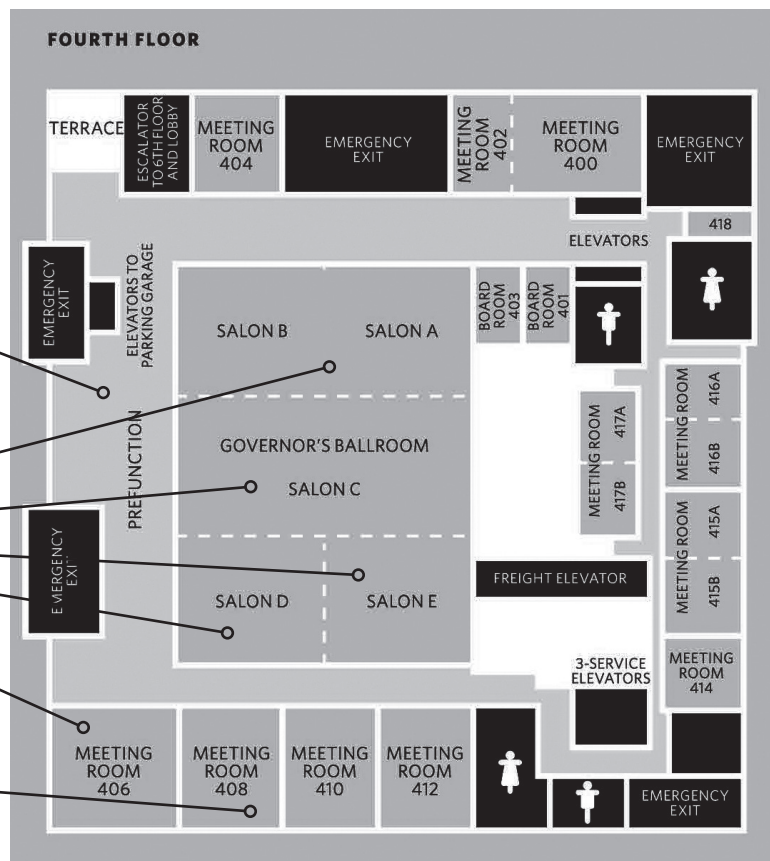 FOURTH FLOOR
TERRACE
ESCALATOR
TO 6TH FLOOR
AND LOBBY
MEETING
ROOM
404
EMERGENCY
EXIT
MEETING
ROOM
402
MEETING
ROOM
400
EMERGENCY
EXIT
418
ELEVATORS
EMERGENCY
EXIT
ELEVATORS TO
PARKING GARAGE
SALON B
SALON A
BOARD
ROOM
403
BOARD
ROOM
401
PREFUNCTION
GOVERNOR'S BALLROOM
SALON C
MEETING ROOM
417A
417B
MEETING ROOM
416A
416B
MEETING ROOM
415A
415B
EMERGENCY
EXIT
SALON D
SALON E
FREIGHT ELEVATOR
3-SERVICE
ELEVATORS
MEETING
ROOM
414
MEETING
ROOM
406
MEETING
ROOM
408
MEETING
ROOM
410
MEETING
ROOM
412
EMERGENCY
EXIT